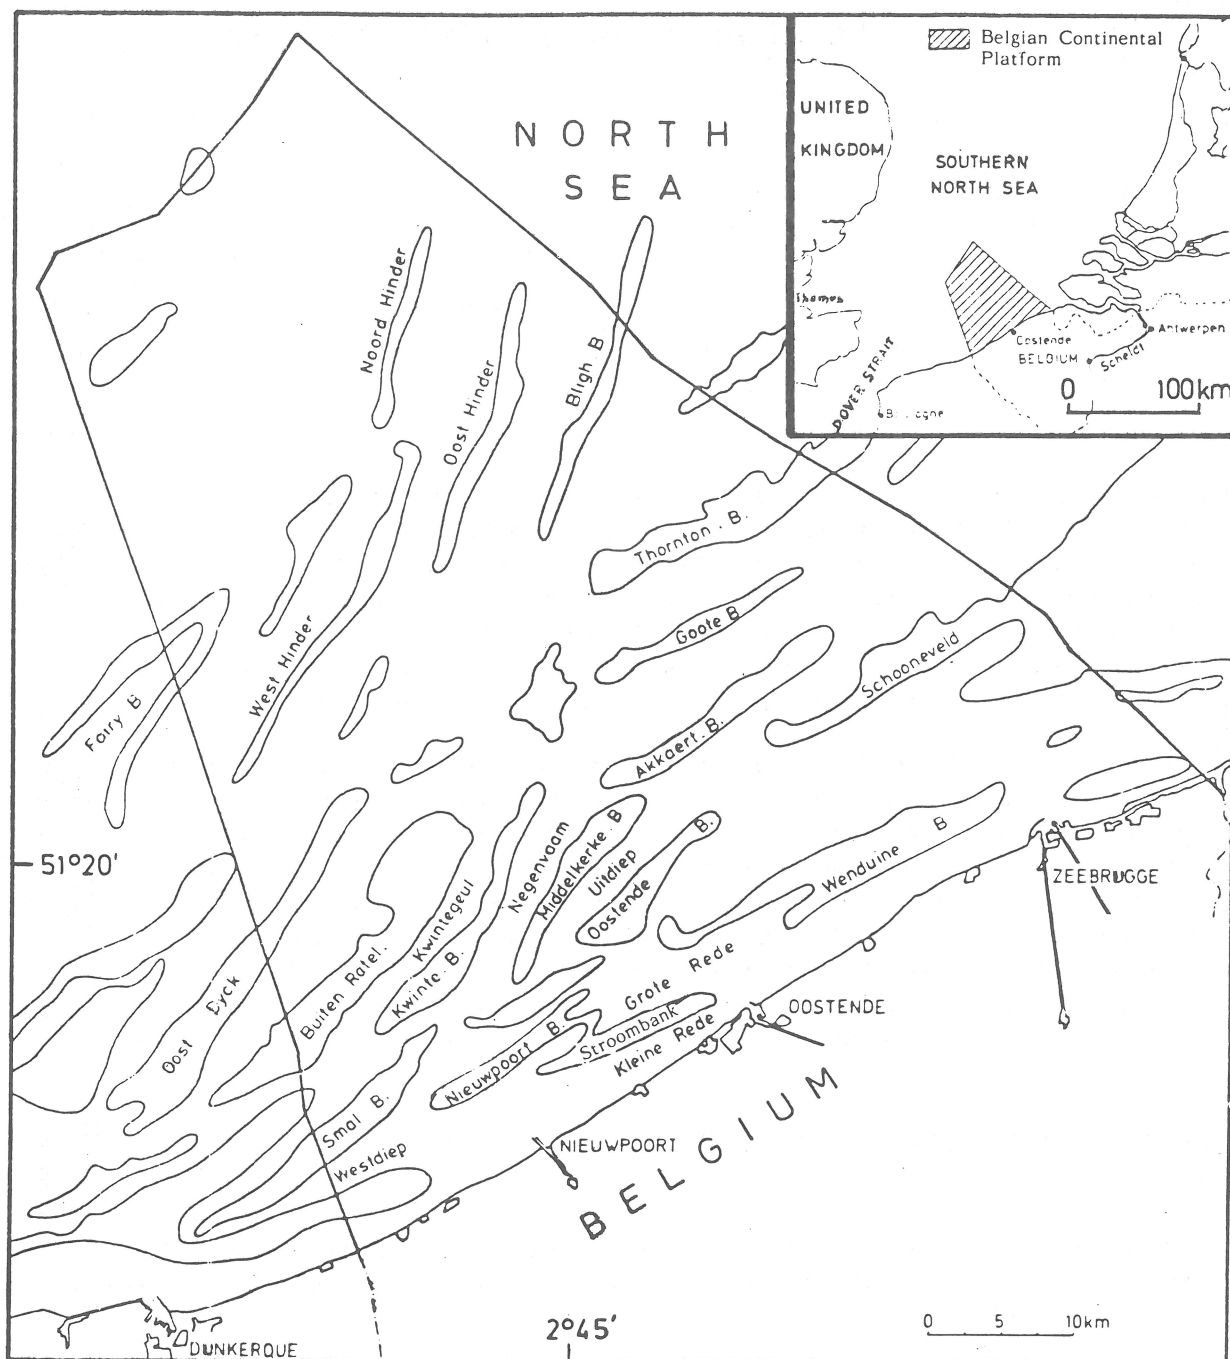 NORTH
SEA
Belgian Continental
Platform
UNITED
KINGDOM
SOUTHERN
NORTH SEA
Thames
Oostende
BELGIUM
Antwerpen
Scheldt
DOVER STRAIT
0 100km
Noord Hinder
Oost Hinder
Bligh B
Thornton . B.
Goote B
West Hinder
Fairy B
Schooneveld
Akkaert . B.
51°20'
Negenvaam
Middelkerke . B
Uitdiep
Oostende B.
Wenduine B
ZEEBRUGGE
Kwintegeul
Kwinte . B.
Buiten Ratel.
Oost Dyck
Grote Rede
Stroombank
Kleine Rede
OOSTENDE
Nieuwpoort B.
Smal B.
Westdiep
NIEUWPOORT
BELGIUM
DUNKERQUE
2°45'
0 5 10km